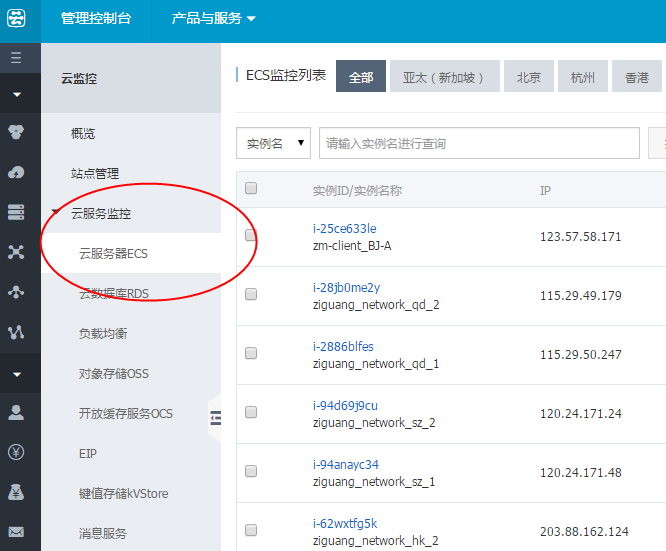 管理控制台 产品与服务
云监控
概览
站点管理
云服务监控
云服务器ECS
云数据库RDS
负载均衡
对象存储OSS
开放缓存服务OCS
EIP
键值存储kVStore
消息服务
ECS监控列表 全部 亚太（新加坡） 北京 杭州 香港
实例名 请输入实例名进行查询
实例ID/实例名称 IP
i-25ce633le
zm-client_BJ-A
123.57.58.171
i-28jb0me2y
ziguang_network_qd_2
115.29.49.179
i-2886blfes
ziguang_network_qd_1
115.29.50.247
i-94d69j9cu
ziguang_network_sz_2
120.24.171.24
i-94anayc34
ziguang_network_sz_1
120.24.171.48
i-62wxtfg5k
ziguang_network_hk_2
203.88.162.124